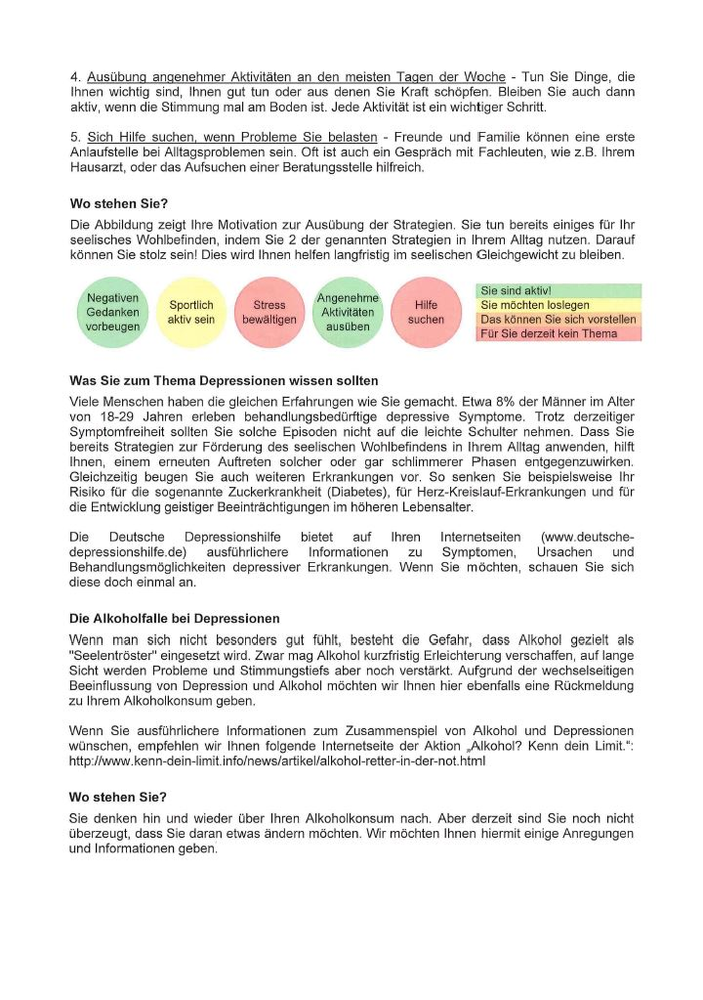 4. Ausübung angenehmer Aktivitäten an den meisten Tagen der Woche - Tun Sie Dinge, die
Ihnen wichtig sind, Ihnen gut tun oder aus denen Sie Kraft schöpfen. Bleiben Sie auch dann
aktiv, wenn die Stimmung mal am Boden ist. Jede Aktivität ist ein wichtiger Schritt.
5. Sich Hilfe suchen, wenn Probleme Sie belasten - Freunde und Familie können eine erste
Anlaufstelle bei Alltagsproblemen sein. Oft ist auch ein Gespräch mit Fachleuten, wie z.B. Ihrem
Hausarzt, oder das Aufsuchen einer Beratungsstelle hilfreich.
Wo stehen Sie?
Die Abbildung zeigt Ihre Motivation zur Ausübung der Strategien. Sie tun bereits einiges für Ihr
seelisches Wohlbefinden, indem Sie 2 der genannten Strategien in Ihrem Alltag nutzen. Darauf
können Sie stolz sein! Dies wird Ihnen helfen langfristig im seelischen Gleichgewicht zu bleiben.
Negativen
Gedanken
vorbeugen
Sportlich
aktiv sein
Stress
bewältigen
Angenehme
Aktivitäten
ausüben
Hilfe
suchen
Sie sind aktiv!
Sie möchten loslegen
Das können Sie sich vorstellen
Für Sie derzeit kein Thema
Was Sie zum Thema Depressionen wissen sollten
Viele Menschen haben die gleichen Erfahrungen wie Sie gemacht. Etwa 8% der Männer im Alter
von 18-29 Jahren erleben behandlungsbedürftige depressive Symptome. Trotz derzeitiger
Symptomfreiheit sollten Sie solche Episoden nicht auf die leichte Schulter nehmen. Dass Sie
bereits Strategien zur Förderung des seelischen Wohlbefindens in Ihrem Alltag anwenden, hilft
Ihnen, einem erneuten Auftreten solcher oder gar schlimmerer Phasen entgegenzuwirken.
Gleichzeitig beugen Sie auch weiteren Erkrankungen vor. So senken Sie beispielsweise Ihr
Risiko für die sogenannte Zuckerkrankheit (Diabetes), für Herz-Kreislauf-Erkrankungen und für
die Entwicklung geistiger Beeinträchtigungen im höheren Lebensalter.
Die Deutsche Depressionshilfe bietet auf Ihren Internetseiten (www.deutsche-
depressionshilfe.de) ausführlichere Informationen zu Symptomen, Ursachen und
Behandlungsmöglichkeiten depressiver Erkrankungen. Wenn Sie möchten, schauen Sie sich
diese doch einmal an.
Die Alkoholfalle bei Depressionen
Wenn man sich nicht besonders gut fühlt, besteht die Gefahr, dass Alkohol gezielt als
"Seelentröster" eingesetzt wird. Zwar mag Alkohol kurzfristig Erleichterung verschaffen, auf lange
Sicht werden Probleme und Stimmungstiefs aber noch verstärkt. Aufgrund der wechselseitigen
Beeinflussung von Depression und Alkohol möchten wir Ihnen hier ebenfalls eine Rückmeldung
zu Ihrem Alkoholkonsum geben.
Wenn Sie ausführlichere Informationen zum Zusammenspiel von Alkohol und Depressionen
wünschen, empfehlen wir Ihnen folgende Internetseite der Aktion „Alkohol? Kenn dein Limit.“:
http://www.kenn-dein-limit.info/news/artikel/alkohol-retter-in-der-not.html
Wo stehen Sie?
Sie denken hin und wieder über Ihren Alkoholkonsum nach. Aber derzeit sind Sie noch nicht
überzeugt, dass Sie daran etwas ändern möchten. Wir möchten Ihnen hiermit einige Anregungen
und Informationen geben.